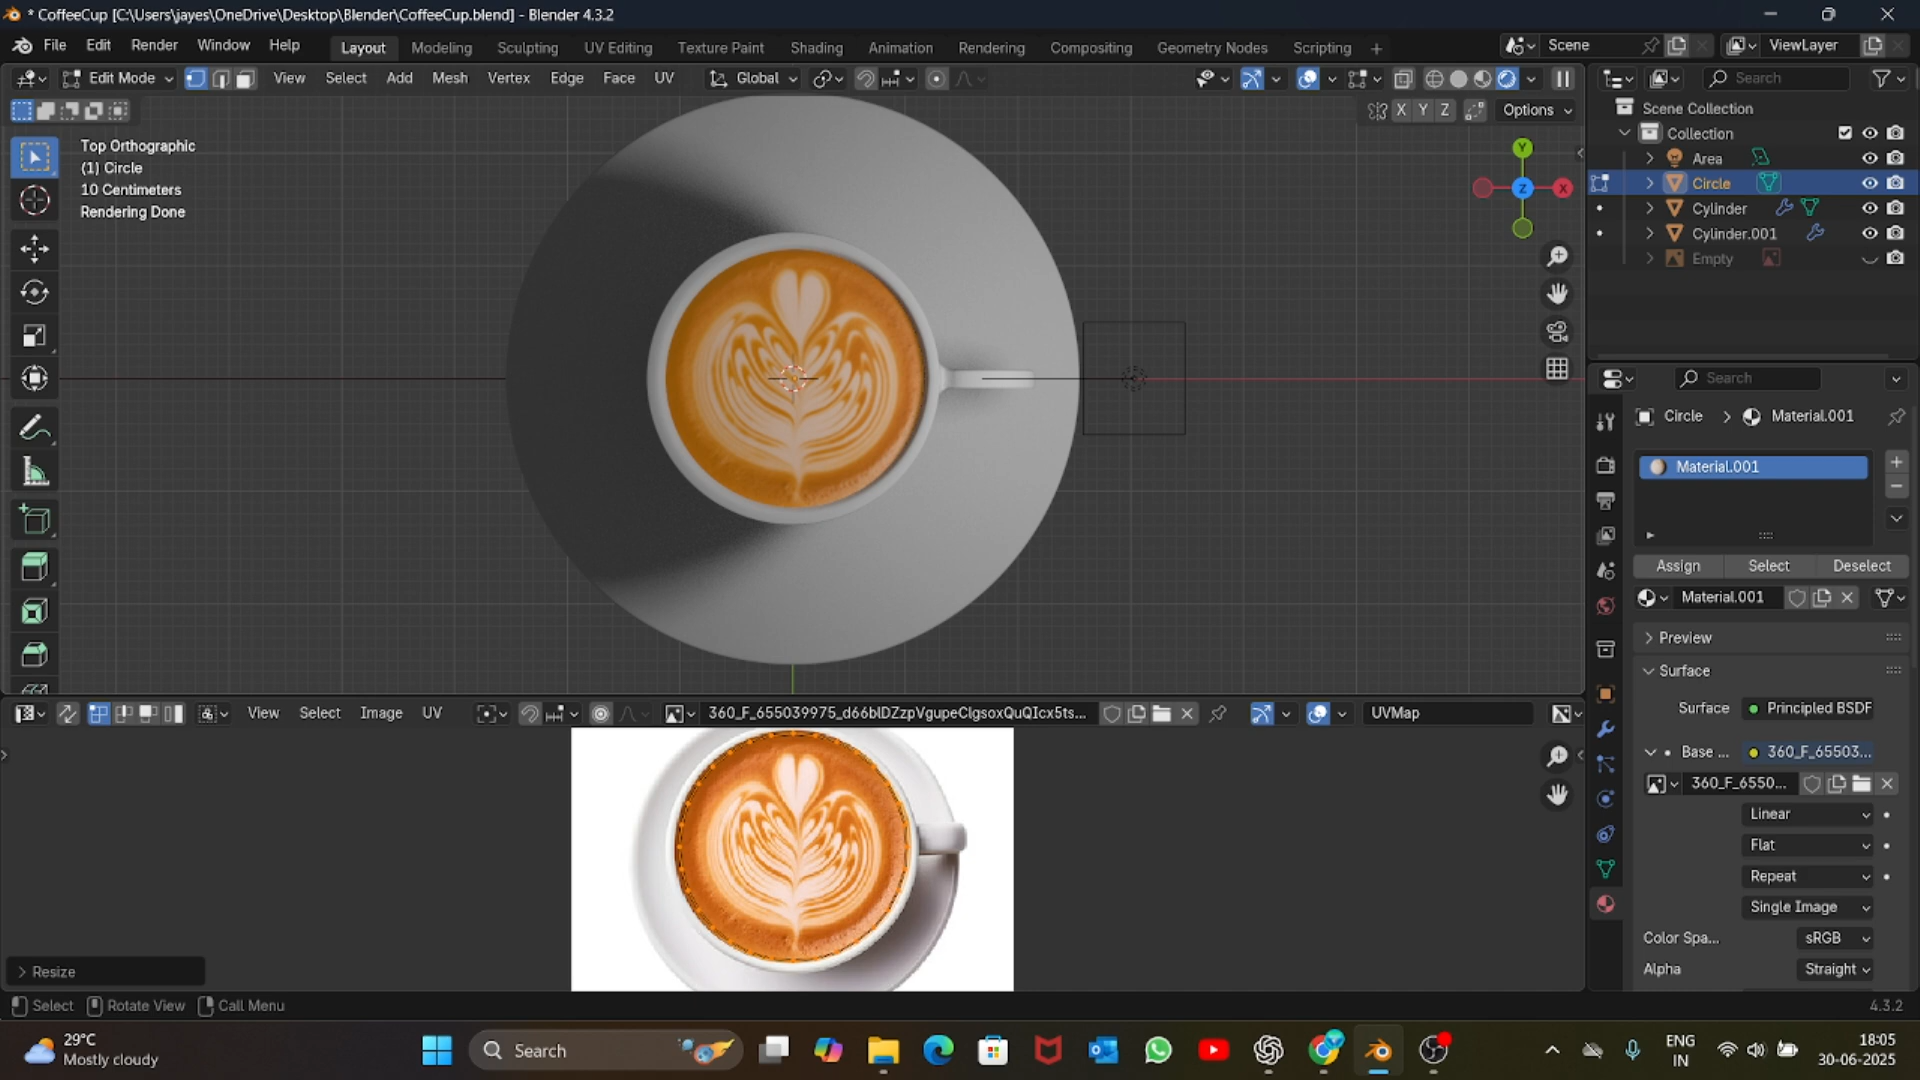 * CoffeeCup [C:\Users\jayes\OneDrive\Desktop\Blender\CoffeeCup.blend] - Blender 4.3.2
File Edit Render Window Help
Layout Modeling Sculpting UV Editing Texture Paint Shading Animation Rendering Compositing Geometry Nodes Scripting +
Scene
ViewLayer
Edit Mode View Select Add Mesh Vertex Edge Face UV
Global
Search
X Y Z Options
Top Orthographic
(1) Circle
10 Centimeters
Rendering Done
Y
Z
X
Scene Collection
Collection
Area
Circle
Cylinder
Cylinder.001
Empty
Search
Circle > Material.001
Material.001
Assign Select Deselect
Material.001
Preview
Surface
Surface Principled BSDF
Base ... 360_F_65503...
360_F_6550...
Linear
Flat
Repeat
Single Image
Color Spa... sRGB
Alpha Straight
View Select Image UV
360_F_655039975_d66blDZzpVgupeClgsoxQuQIcx5ts...
UVMap
Resize
Select Rotate View Call Menu
4.3.2
29°C
Mostly cloudy
Search
ENG
IN
18:05
30-06-2025